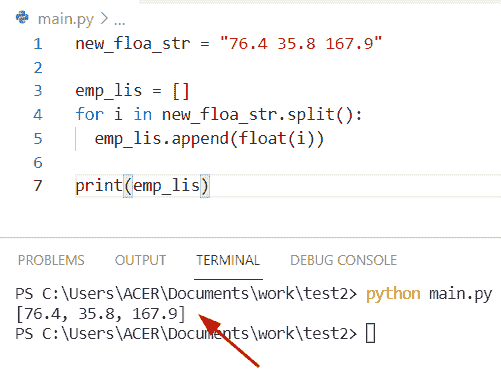 main.py > ...
1 new_floa_str = "76.4 35.8 167.9"
2
3 emp_lis = []
4 for i in new_floa_str.split():
5 emp_lis.append(float(i))
6
7 print(emp_lis)
PROBLEMS OUTPUT TERMINAL DEBUG CONSOLE
PS C:\Users\ACER\Documents\work\test2> python main.py
[76.4, 35.8, 167.9]
PS C:\Users\ACER\Documents\work\test2>